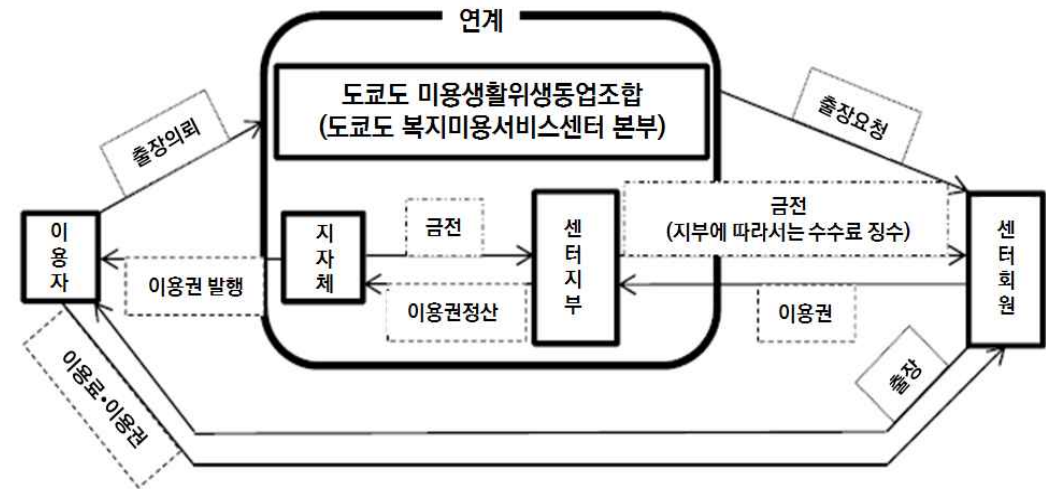 연계
도쿄도 미용생활위생동업조합
(도쿄도 복지미용서비스센터 본부)
출장의뢰
출장요청
이용자
지자체
금전
센터지부
금전
(지부에 따라서는 수수료 징수)
센터회원
이용권 발행
이용권정산
이용권
이용료•이용권
출장